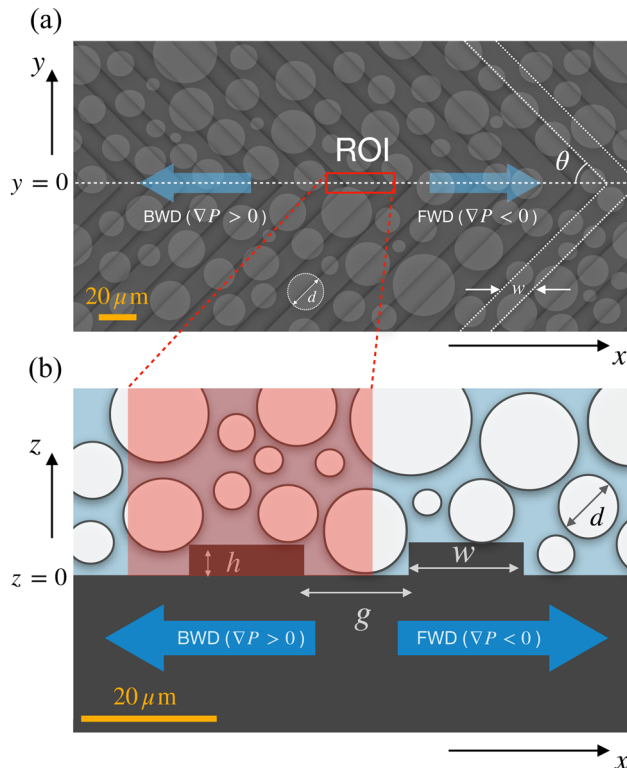 (a)
y
ROI
θ
y = 0
BWD (∇P > 0)
FWD (∇P < 0)
d
w
20 μm
x
(b)
z
d
h
w
z = 0
g
BWD (∇P > 0)
FWD (∇P < 0)
20 μm
x